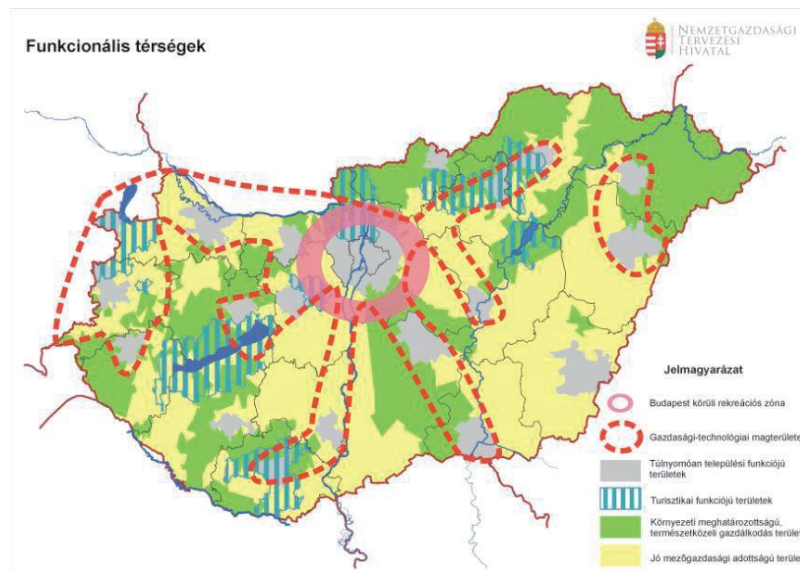 Funkcionális térségek
NEMZETGAZDASÁGI
TERVEZÉSI
HIVATAL
Jelmagyarázat
Budapest körüli rekreációs zóna
Gazdasági-technológiai magterülete
Túlnyomóan települési funkciójú
területek
Turisztikai funkciójú területek
Környezeti meghatározottságú,
természetközeli gazdálkodás terület
Jó mezőgazdasági adottságú terüle